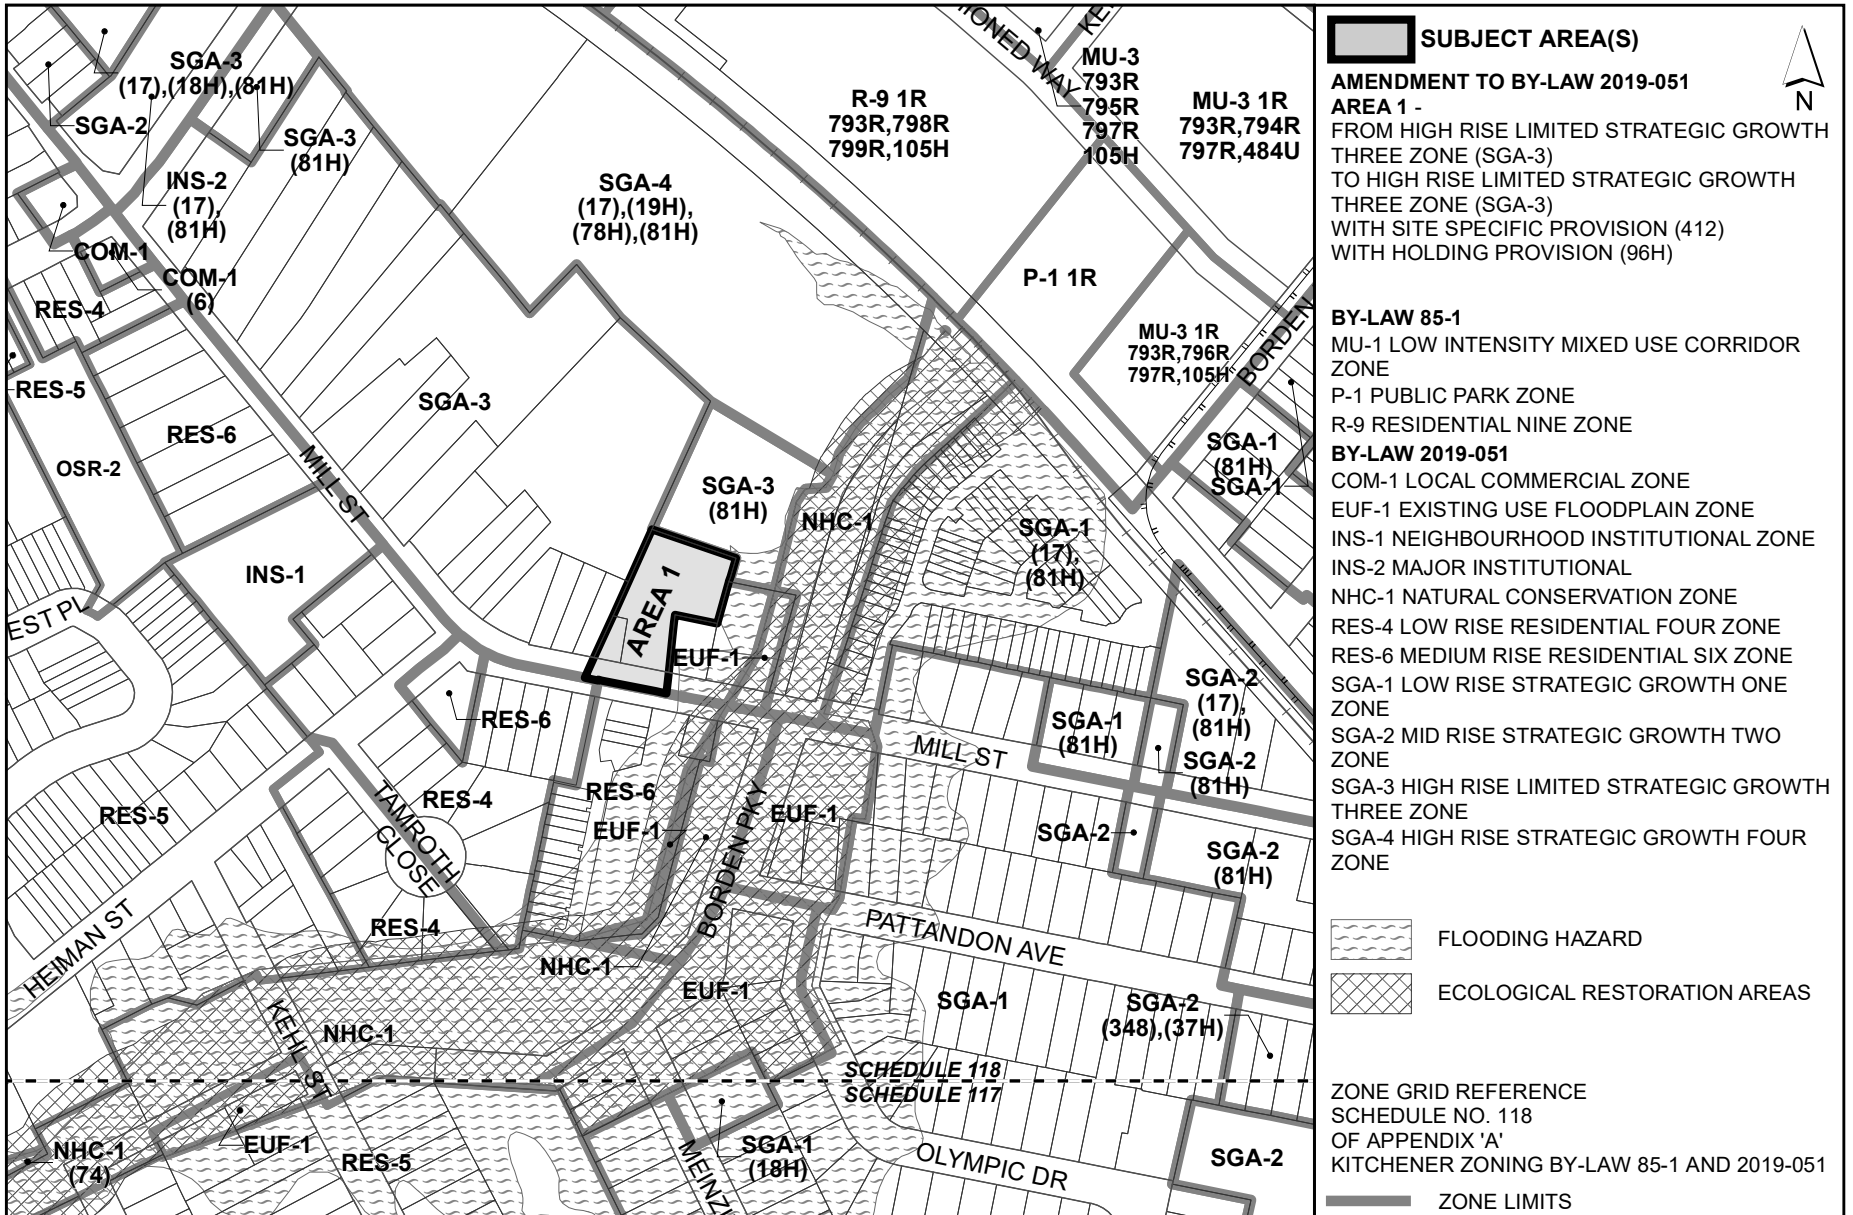 SGA-3
(17),(18H),(81H)
SGA-2
SGA-3
(81H)
INS-2
(17),
(81H)
COM-1
COM-1
(6)
RES-4
RES-5
OSR-2
RES-6
SGA-3
SGA-4
(17),(19H),
(78H),(81H)
R-9 1R
793R,798R
799R,105H
IONED WAY
KE
MU-3
793R
795R
797R
105H
MU-3 1R
793R,794R
797R,484U
P-1 1R
MU-3 1R
793R,796R
797R,105H
BORDEN
SGA-1
(81H)
SGA-1
MILL ST
SGA-3
(81H)
NHC-1
SGA-1
(17),
(81H)
INS-1
EST PL
AREA 1
EUF-1
RES-6
SGA-2
(17),
(81H)
SGA-1
(81H)
SGA-2
(81H)
MILL ST
RES-5
TAMROTH
CLOSE
RES-4
RES-6
EUF-1
BORDEN PKY
EUF-1
SGA-2
SGA-2
(81H)
HEIMAN ST
RES-4
PATTANDON AVE
NHC-1
EUF-1
SGA-1
SGA-2
(348),(37H)
KEHL ST
NHC-1
SCHEDULE 118
SCHEDULE 117
NHC-1
(74)
EUF-1
RES-5
MEINZI
SGA-1
(18H)
OLYMPIC DR
SGA-2
SUBJECT AREA(S)
N
AMENDMENT TO BY-LAW 2019-051
AREA 1 -
FROM HIGH RISE LIMITED STRATEGIC GROWTH
THREE ZONE (SGA-3)
TO HIGH RISE LIMITED STRATEGIC GROWTH
THREE ZONE (SGA-3)
WITH SITE SPECIFIC PROVISION (412)
WITH HOLDING PROVISION (96H)
BY-LAW 85-1
MU-1 LOW INTENSITY MIXED USE CORRIDOR
ZONE
P-1 PUBLIC PARK ZONE
R-9 RESIDENTIAL NINE ZONE
BY-LAW 2019-051
COM-1 LOCAL COMMERCIAL ZONE
EUF-1 EXISTING USE FLOODPLAIN ZONE
INS-1 NEIGHBOURHOOD INSTITUTIONAL ZONE
INS-2 MAJOR INSTITUTIONAL
NHC-1 NATURAL CONSERVATION ZONE
RES-4 LOW RISE RESIDENTIAL FOUR ZONE
RES-6 MEDIUM RISE RESIDENTIAL SIX ZONE
SGA-1 LOW RISE STRATEGIC GROWTH ONE
ZONE
SGA-2 MID RISE STRATEGIC GROWTH TWO
ZONE
SGA-3 HIGH RISE LIMITED STRATEGIC GROWTH
THREE ZONE
SGA-4 HIGH RISE STRATEGIC GROWTH FOUR
ZONE
FLOODING HAZARD
ECOLOGICAL RESTORATION AREAS
ZONE GRID REFERENCE
SCHEDULE NO. 118
OF APPENDIX 'A'
KITCHENER ZONING BY-LAW 85-1 AND 2019-051
ZONE LIMITS